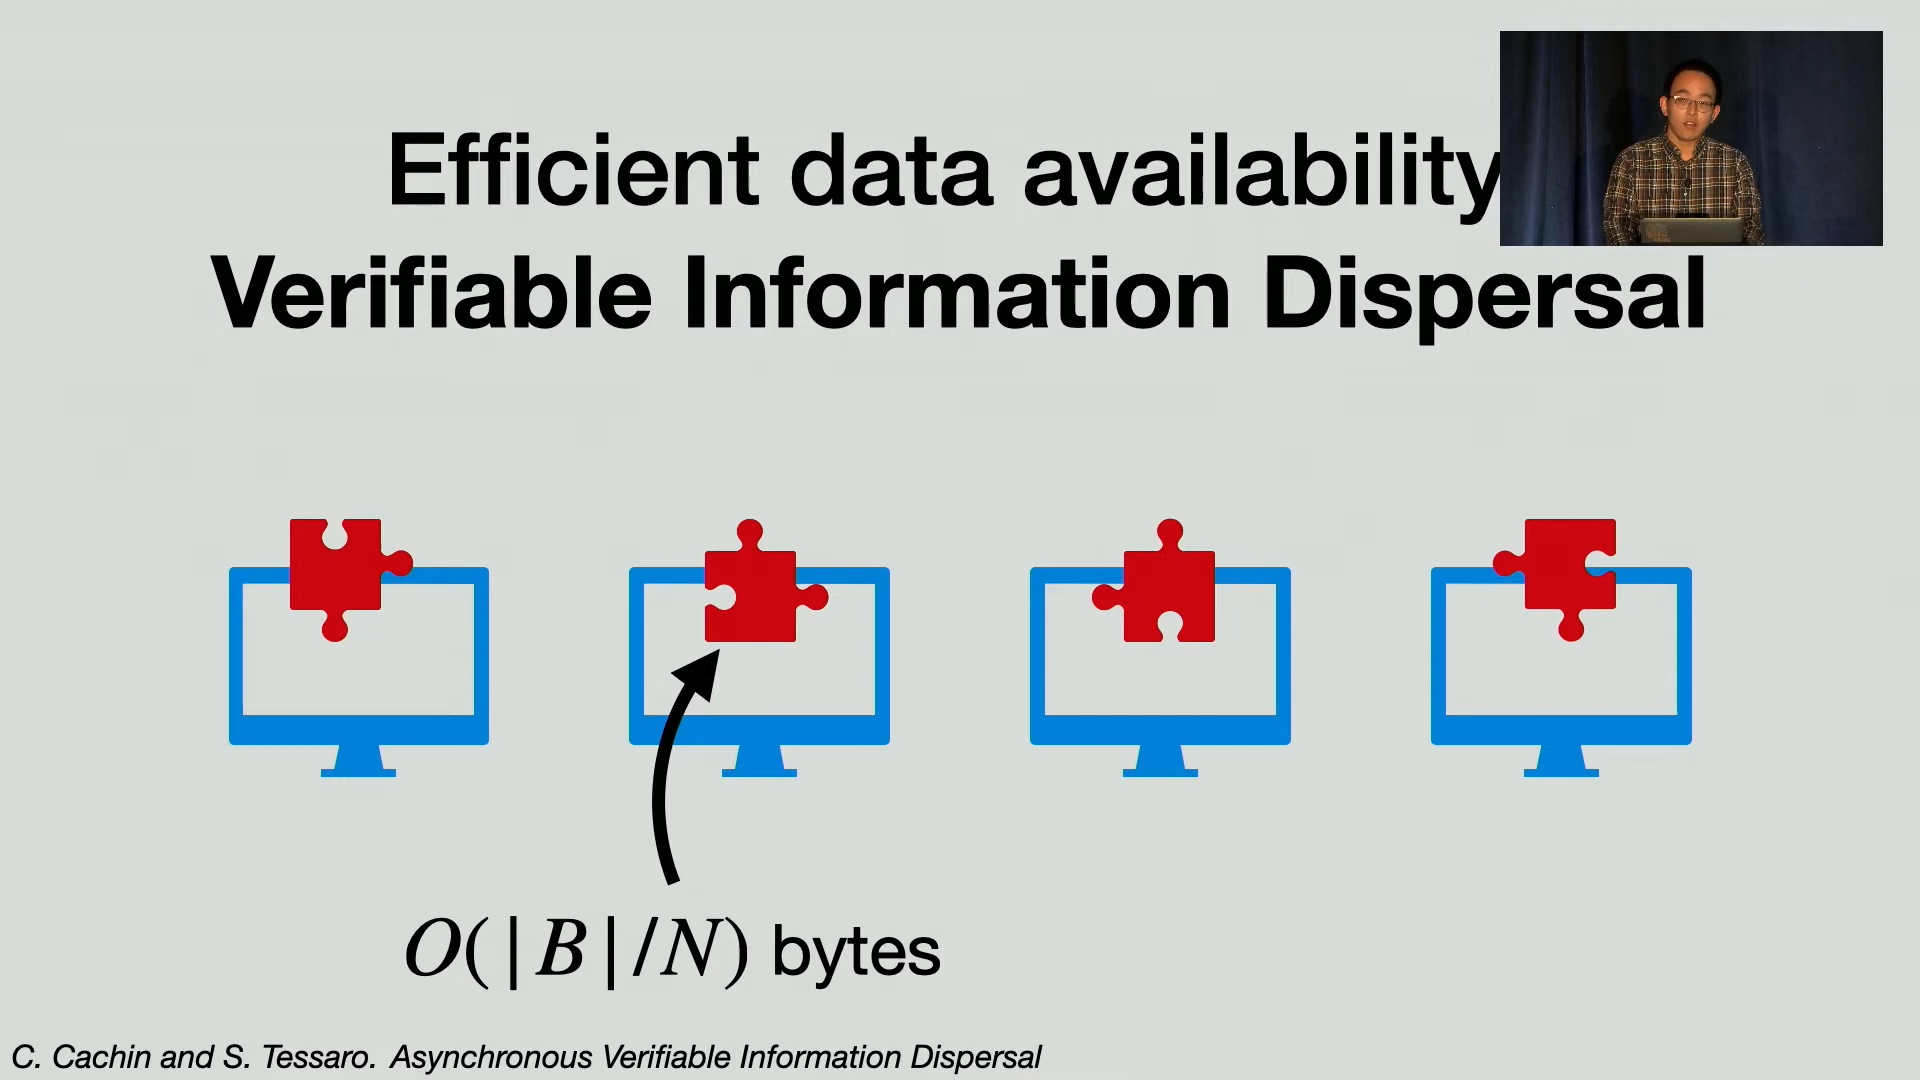 Efficient data availability
Verifiable Information Dispersal
O(|B|/N) bytes
C. Cachin and S. Tessaro. Asynchronous Verifiable Information Dispersal